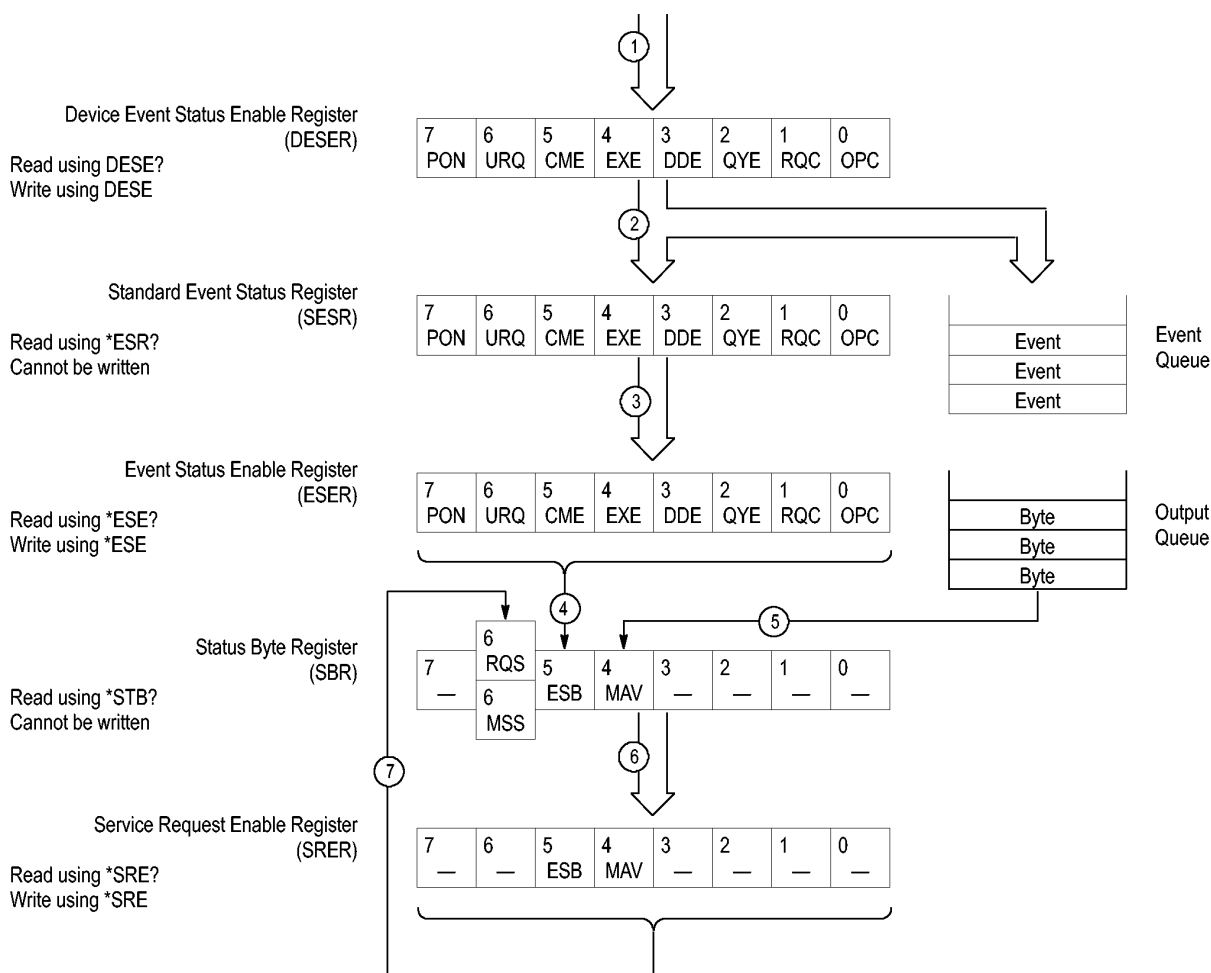 1
Device Event Status Enable Register
(DESER)
Read using DESE?
Write using DESE
7 6 5 4 3 2 1 0
PON URQ CME EXE DDE QYE RQC OPC
2
Standard Event Status Register
(SESR)
Read using *ESR?
Cannot be written
7 6 5 4 3 2 1 0
PON URQ CME EXE DDE QYE RQC OPC
Event
Event
Event
Event
Queue
3
Event Status Enable Register
(ESER)
Read using *ESE?
Write using *ESE
7 6 5 4 3 2 1 0
PON URQ CME EXE DDE QYE RQC OPC
Byte
Byte
Byte
Output
Queue
4
5
Status Byte Register
(SBR)
Read using *STB?
Cannot be written
6
RQS
6
MSS
7 5 4 3 2 1 0
— ESB MAV — — — —
6
7
Service Request Enable Register
(SRER)
Read using *SRE?
Write using *SRE
7 6 5 4 3 2 1 0
— — ESB MAV — — — —